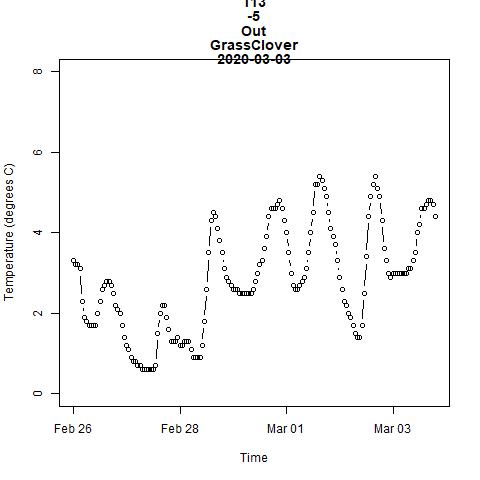 T13
-5
Out
GrassClover
2020-03-03
8
6
4
2
0
Temperature (degrees C)
Feb 26
Feb 28
Mar 01
Mar 03
Time